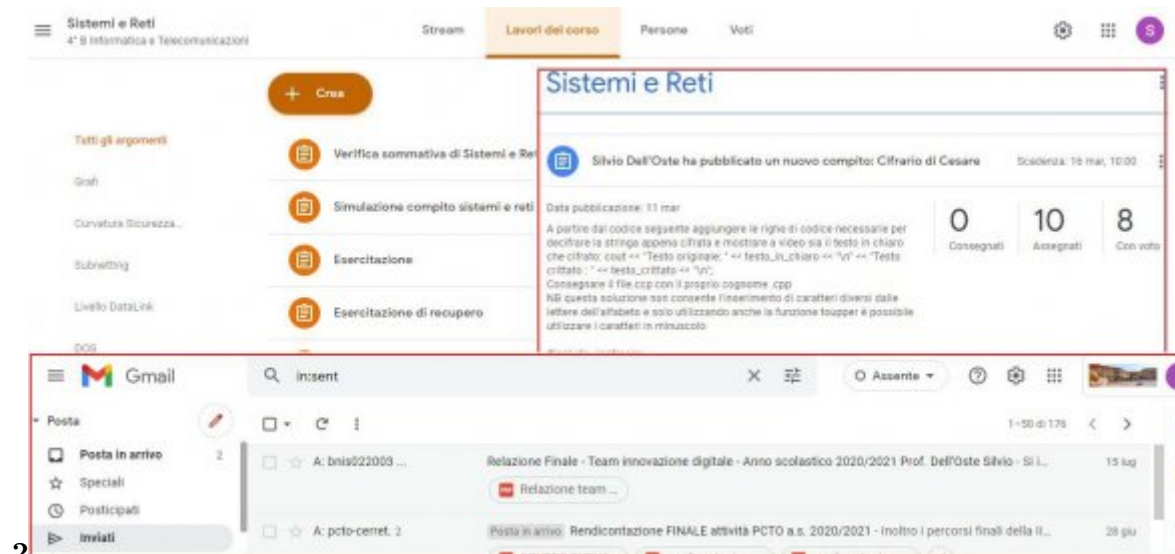 Sistemi e Reti
4° B Informatica e Telecomunicazioni
Stream
Lavori del corso
Persone
Voti
S
+ Crea
Tutti gli argomenti
Grafi
Curvatura Sicurezza...
Subnetting
Livello DataLink
DOS
Verifica sommativa di Sistemi e Ret
Simulazione compito sistemi e reti
Esercitazione
Esercitazione di recupero
Sistemi e Reti
Silvio Dell'Oste ha pubblicato un nuovo compito: Cifrario di Cesare
Scadenza: 16 mar, 10:00
Data pubblicazione: 11 mar
A partire dal codice seguente aggiungere le righe di codice necessarie per
decifrare la stringa appena cifrata e mostrare a video sia il testo in chiaro
che cifrato: cout << "Testo originale: " << testo_in_chiaro << "\n" << "Testo
crittato : " << testo_crittato << "\n";
Consegnare il file ccp con il proprio cognome .cpp
NB questa soluzione non consente l'inserimento di caratteri diversi dalle
lettere dell'alfabeto e solo utilizzando anche la funzione toupper è possibile
utilizzare i caratteri in minuscolo
0
Consegnati
10
Assegnati
8
Con voto
Gmail
in:sent
Assente
Posta
1-50 di 176
Posta in arrivo
2
Speciali
Posticipati
Inviati
A: bnis022003 ...
Relazione Finale - Team innovazione digitale - Anno scolastico 2020/2021 Prof. Dell'Oste Silvio - Si i...
15 lug
PDF Relazione team ...
A: pcto-cerret. 2
Posta in arrivo Rendicontazione FINALE attività PCTO a.s. 2020/2021 - Inoltro i percorsi finali della II...
28 giu